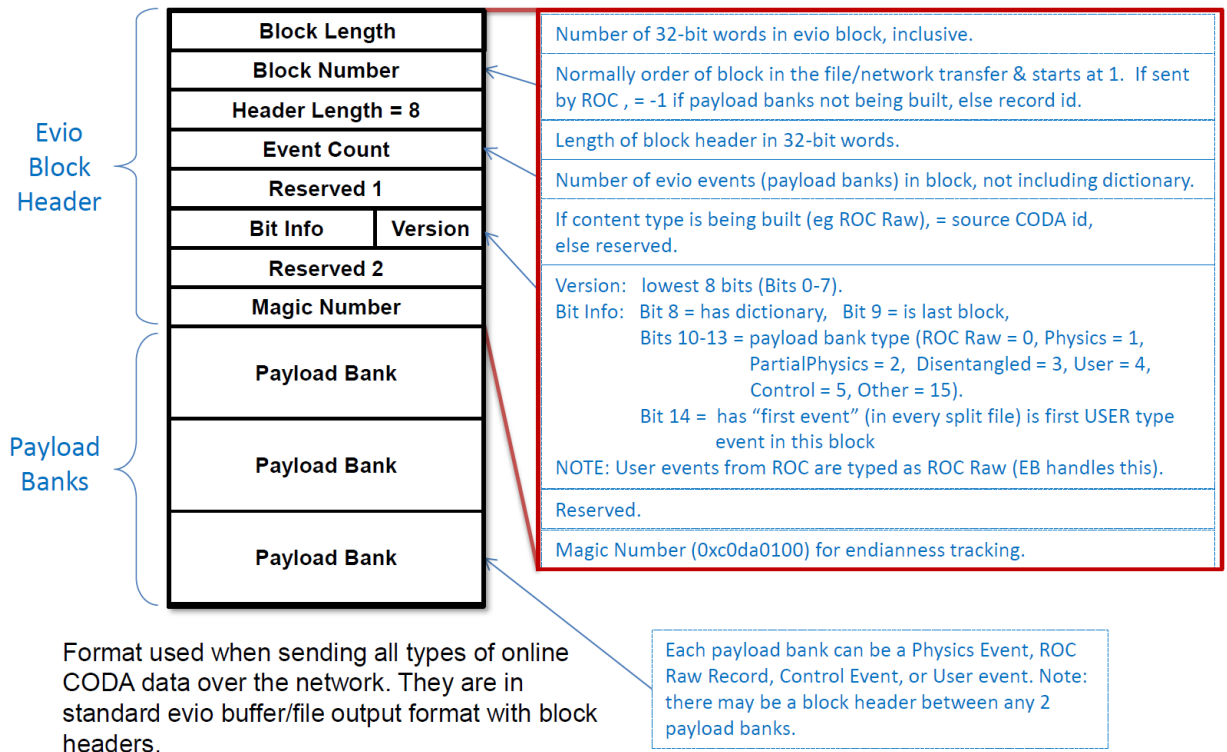 Evio
Block
Header
Payload
Banks
Block Length
Block Number
Header Length = 8
Event Count
Reserved 1
Bit Info Version
Reserved 2
Magic Number
Payload Bank
Payload Bank
Payload Bank
Number of 32-bit words in evio block, inclusive.
Normally order of block in the file/network transfer & starts at 1. If sent
by ROC , = -1 if payload banks not being built, else record id.
Length of block header in 32-bit words.
Number of evio events (payload banks) in block, not including dictionary.
If content type is being built (eg ROC Raw), = source CODA id,
else reserved.
Version: lowest 8 bits (Bits 0-7).
Bit Info: Bit 8 = has dictionary, Bit 9 = is last block,
Bits 10-13 = payload bank type (ROC Raw = 0, Physics = 1,
PartialPhysics = 2, Disentangled = 3, User = 4,
Control = 5, Other = 15).
Bit 14 = has “first event” (in every split file) is first USER type
event in this block
NOTE: User events from ROC are typed as ROC Raw (EB handles this).
Reserved.
Magic Number (0xc0da0100) for endianness tracking.
Format used when sending all types of online
CODA data over the network. They are in
standard evio buffer/file output format with block
headers.
Each payload bank can be a Physics Event, ROC
Raw Record, Control Event, or User event. Note:
there may be a block header between any 2
payload banks.